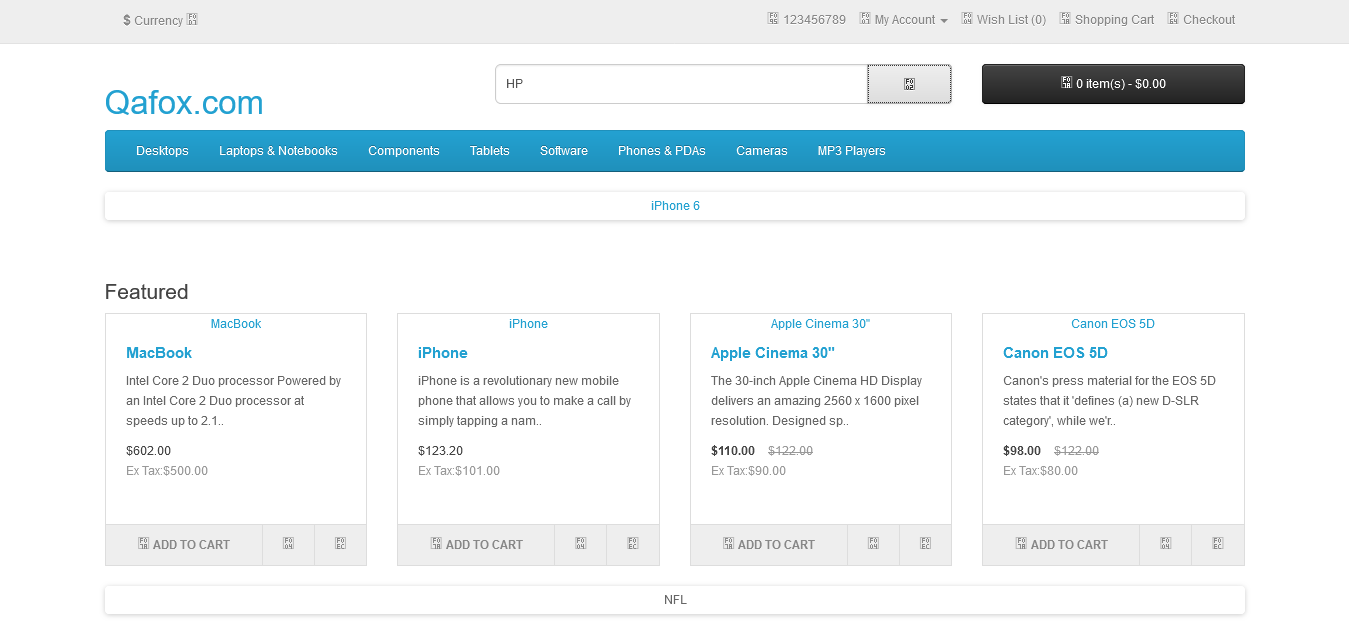 $ Currency
123456789 My Account Wish List (0) Shopping Cart Checkout
Qafox.com
HP
0 item(s) - $0.00
Desktops Laptops & Notebooks Components Tablets Software Phones & PDAs Cameras MP3 Players
iPhone 6
Featured
MacBook
MacBook
Intel Core 2 Duo processor Powered by
an Intel Core 2 Duo processor at
speeds up to 2.1..
$602.00
Ex Tax:$500.00
ADD TO CART
iPhone
iPhone
iPhone is a revolutionary new mobile
phone that allows you to make a call by
simply tapping a nam..
$123.20
Ex Tax:$101.00
ADD TO CART
Apple Cinema 30"
Apple Cinema 30"
The 30-inch Apple Cinema HD Display
delivers an amazing 2560 x 1600 pixel
resolution. Designed sp..
$110.00 $122.00
Ex Tax:$90.00
ADD TO CART
Canon EOS 5D
Canon EOS 5D
Canon's press material for the EOS 5D
states that it 'defines (a) new D-SLR
category', while we'r..
$98.00 $122.00
Ex Tax:$80.00
ADD TO CART
NFL